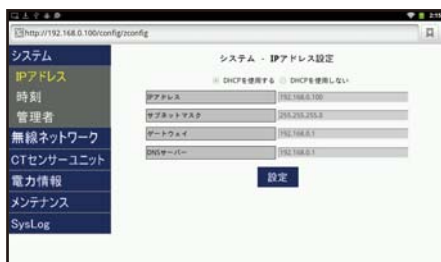 2:15
http://192.168.0.100/config/zconfig
システム
IPアドレス
時刻
管理者
無線ネットワーク
CTセンサーユニット
電力情報
メンテナンス
SysLog
システム - IPアドレス設定
DHCPを使用する DHCPを使用しない
IPアドレス 192.168.0.100
サブネットマスク 255.255.255.0
ゲートウェイ 192.168.0.1
DNSサーバー 192.168.0.1
設定